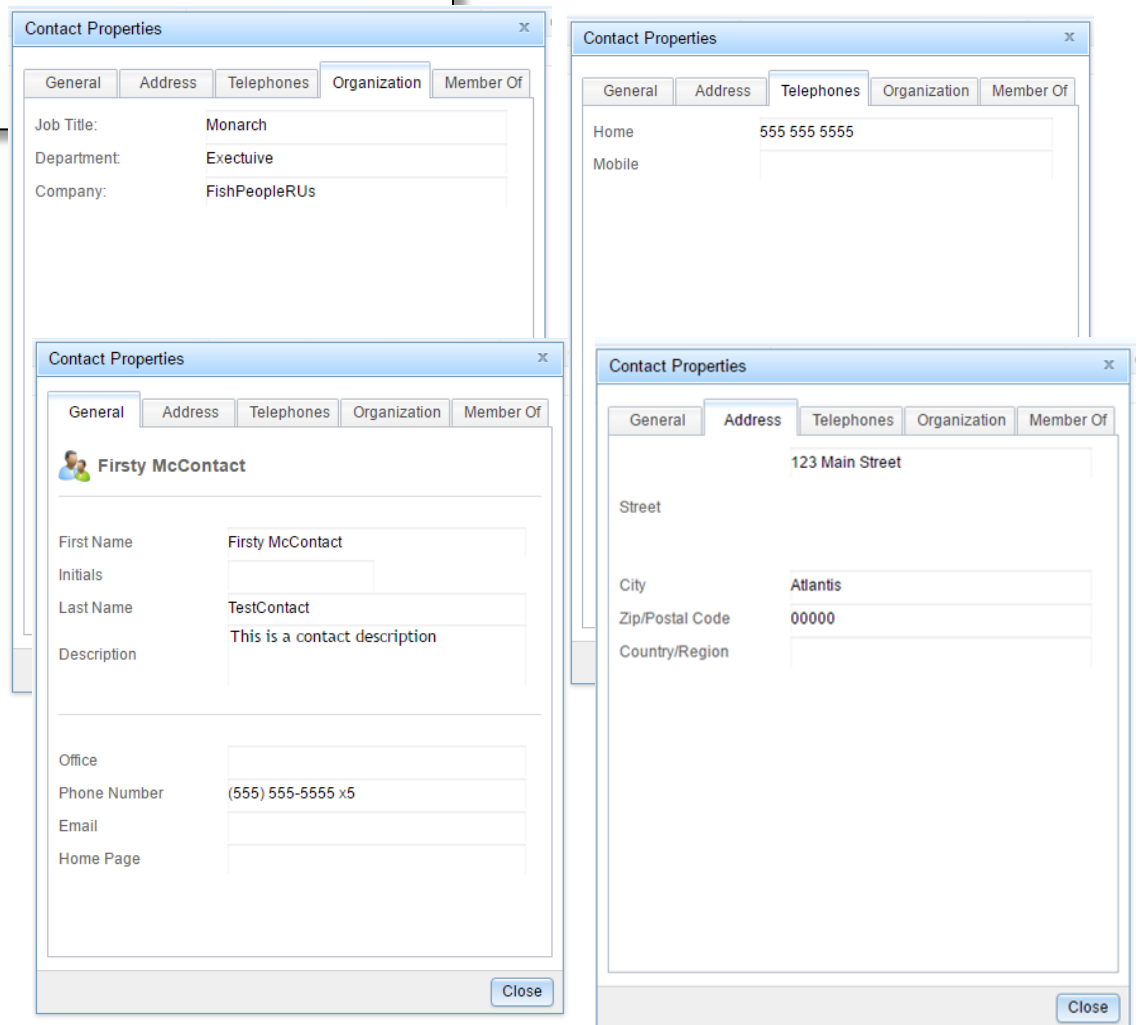 Contact Properties x
General Address Telephones Organization Member Of
Job Title: Monarch
Department: Exectuive
Company: FishPeopleRUs
Contact Properties x
General Address Telephones Organization Member Of
Home 555 555 5555
Mobile
Contact Properties x
General Address Telephones Organization Member Of
Firsty McContact
First Name Firsty McContact
Initials
Last Name TestContact
Description This is a contact description
Office
Phone Number (555) 555-5555 x5
Email
Home Page
Close
Contact Properties x
General Address Telephones Organization Member Of
123 Main Street
Street
City Atlantis
Zip/Postal Code 00000
Country/Region
Close